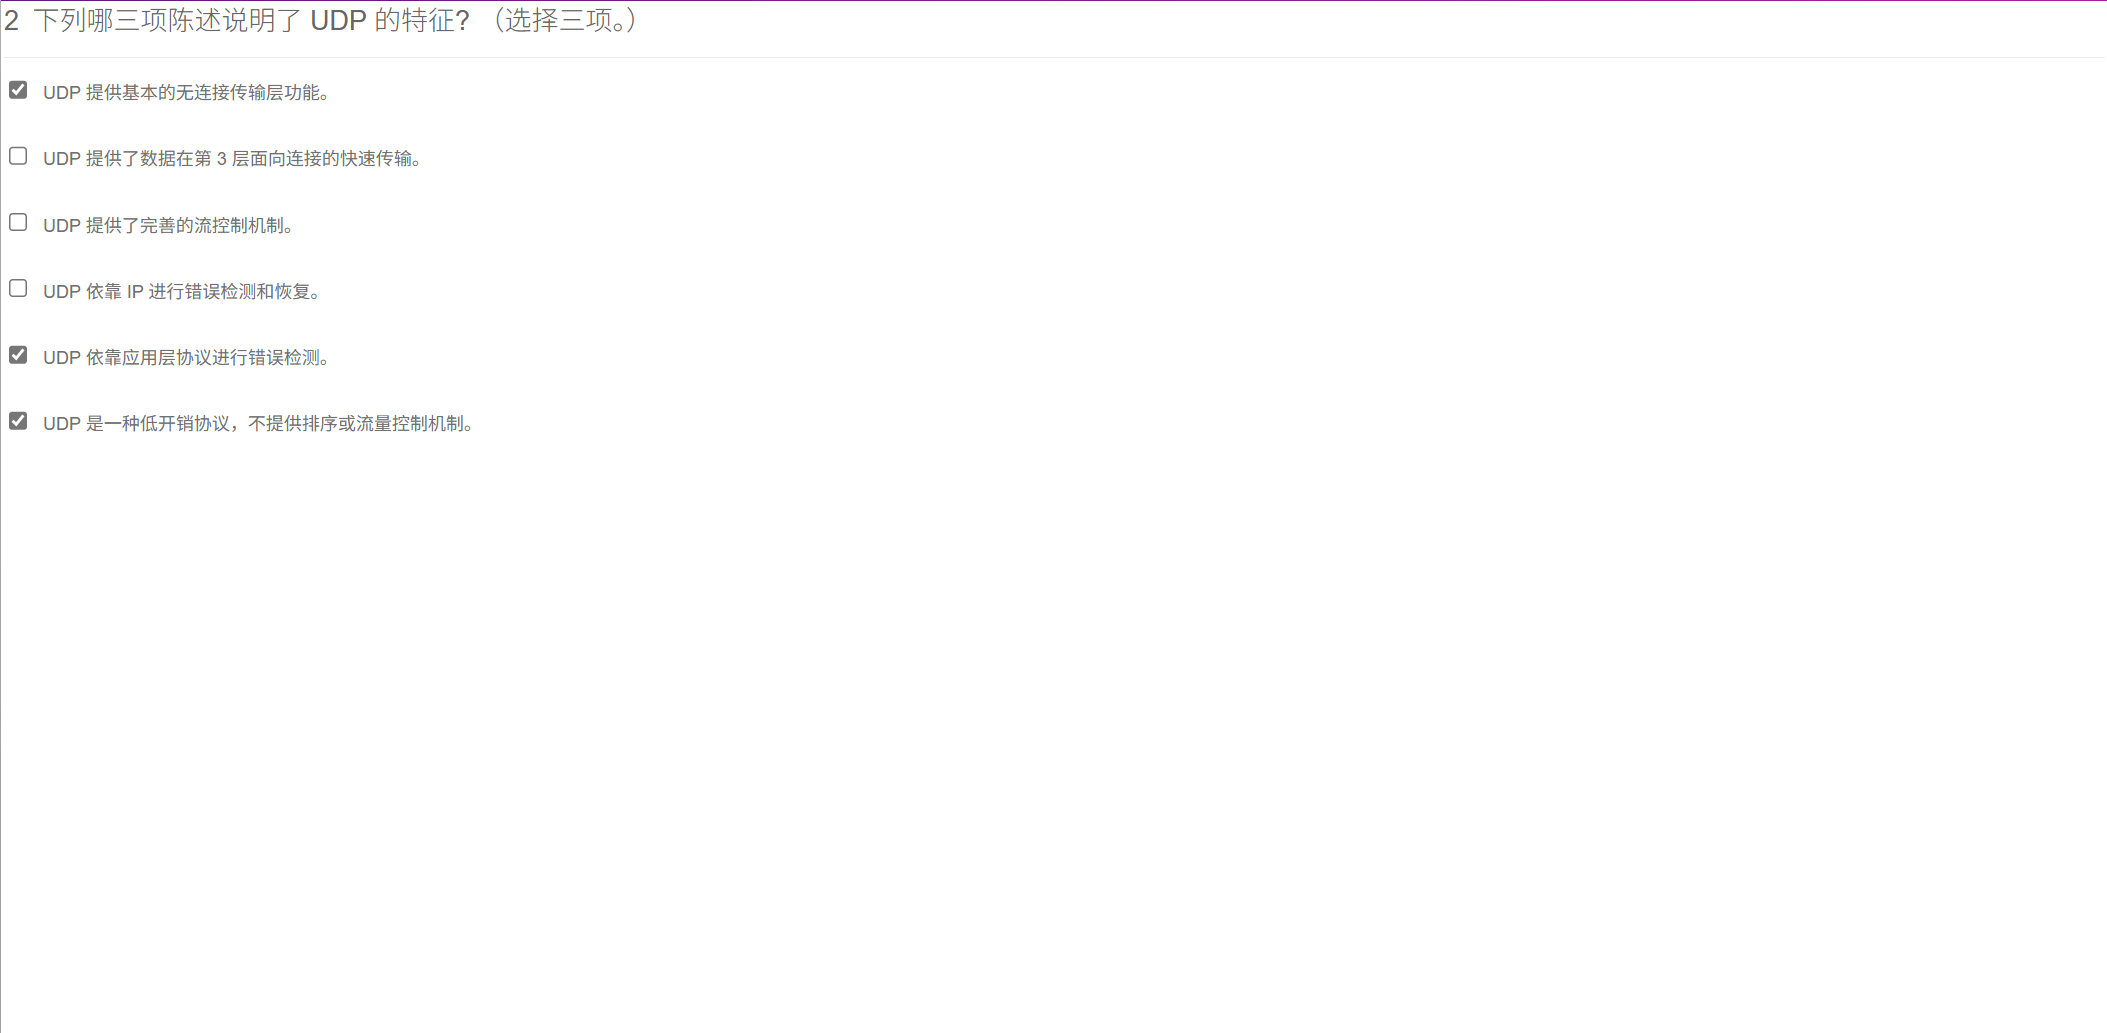 2 下列哪三项陈述说明了 UDP 的特征? （选择三项。）
UDP 提供基本的无连接传输层功能。
UDP 提供了数据在第 3 层面向连接的快速传输。
UDP 提供了完善的流控制机制。
UDP 依靠 IP 进行错误检测和恢复。
UDP 依靠应用层协议进行错误检测。
UDP 是一种低开销协议，不提供排序或流量控制机制。